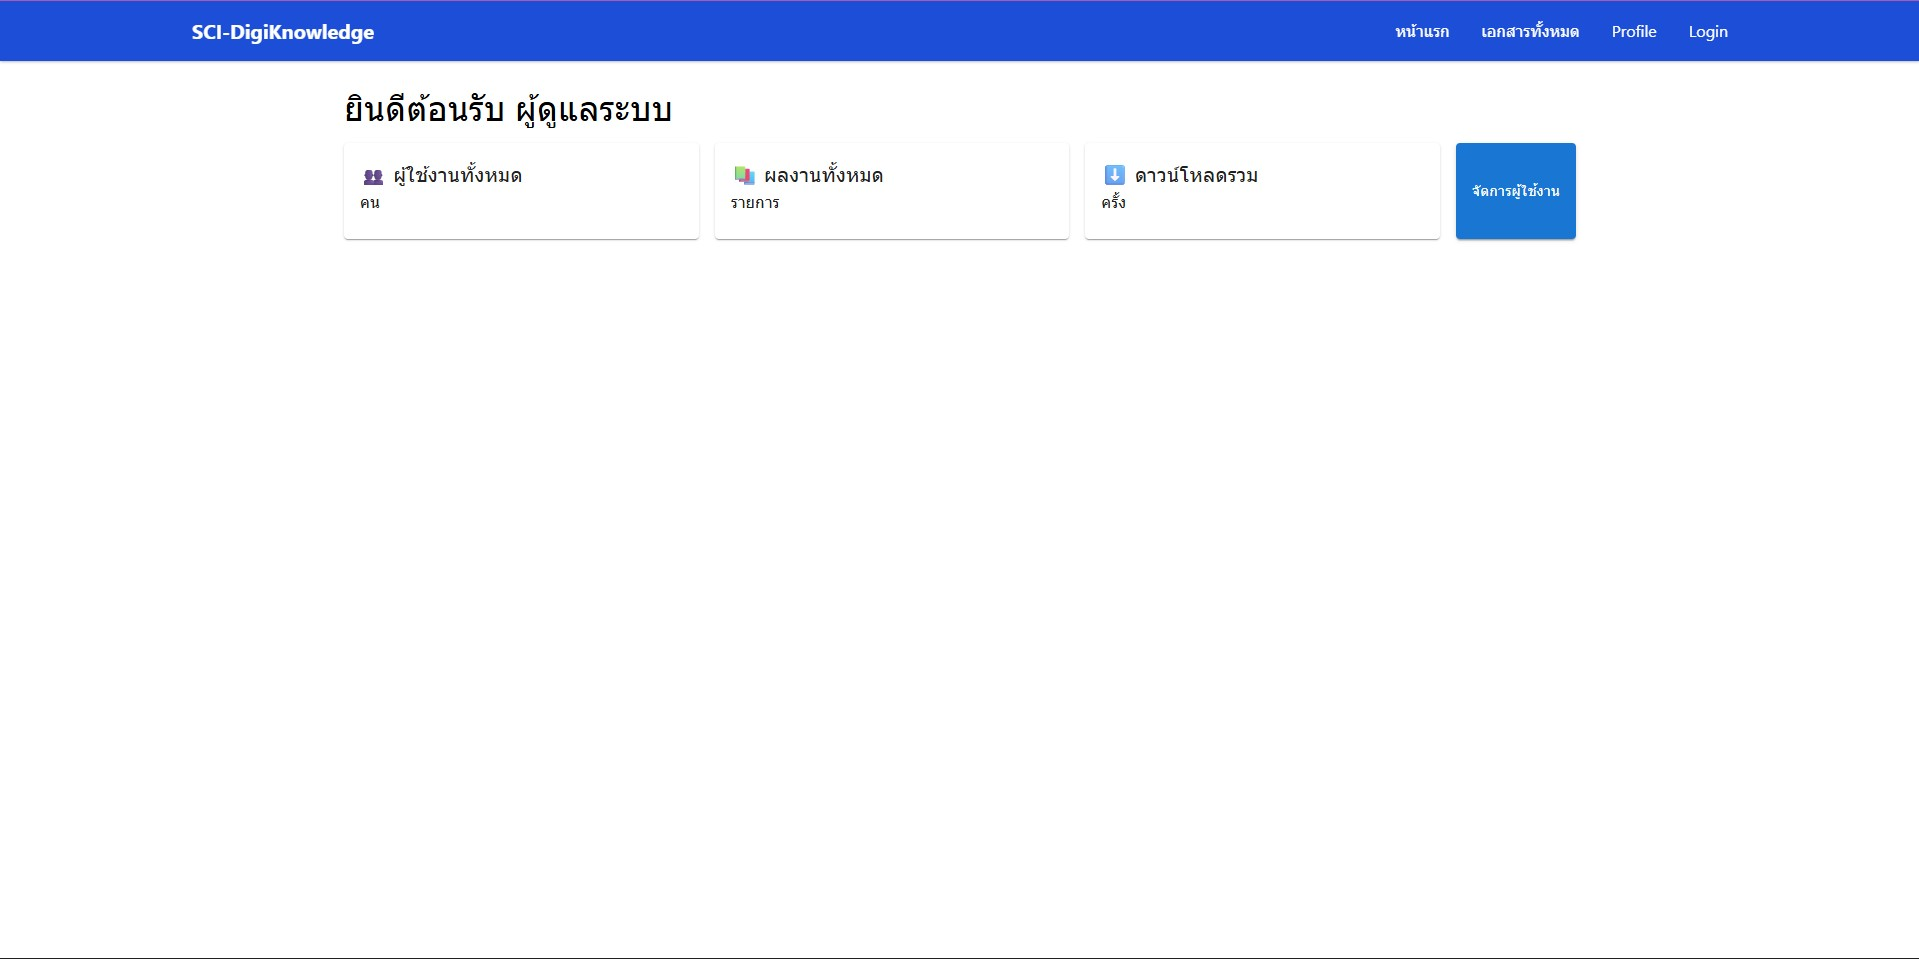 SCI-DigiKnowledge
หน้าแรก เอกสารทั้งหมด Profile Login
ยินดีต้อนรับ ผู้ดูแลระบบ
ผู้ใช้งานทั้งหมด
คน
ผลงานทั้งหมด
รายการ
ดาวน์โหลดรวม
ครั้ง
จัดการผู้ใช้งาน